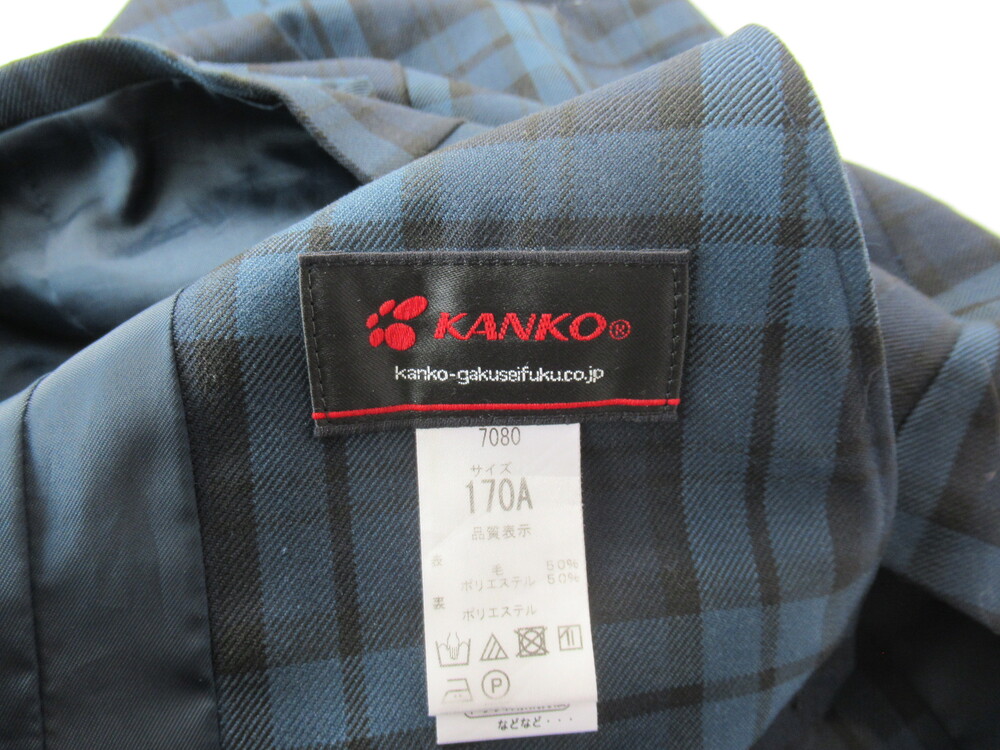 KANKO®
kanko-gakuseifuku.co.jp
7080
サイズ
170A
品質表示
表 毛 50%
ポリエステル 50%
裏 ポリエステル
P
などなど・・・